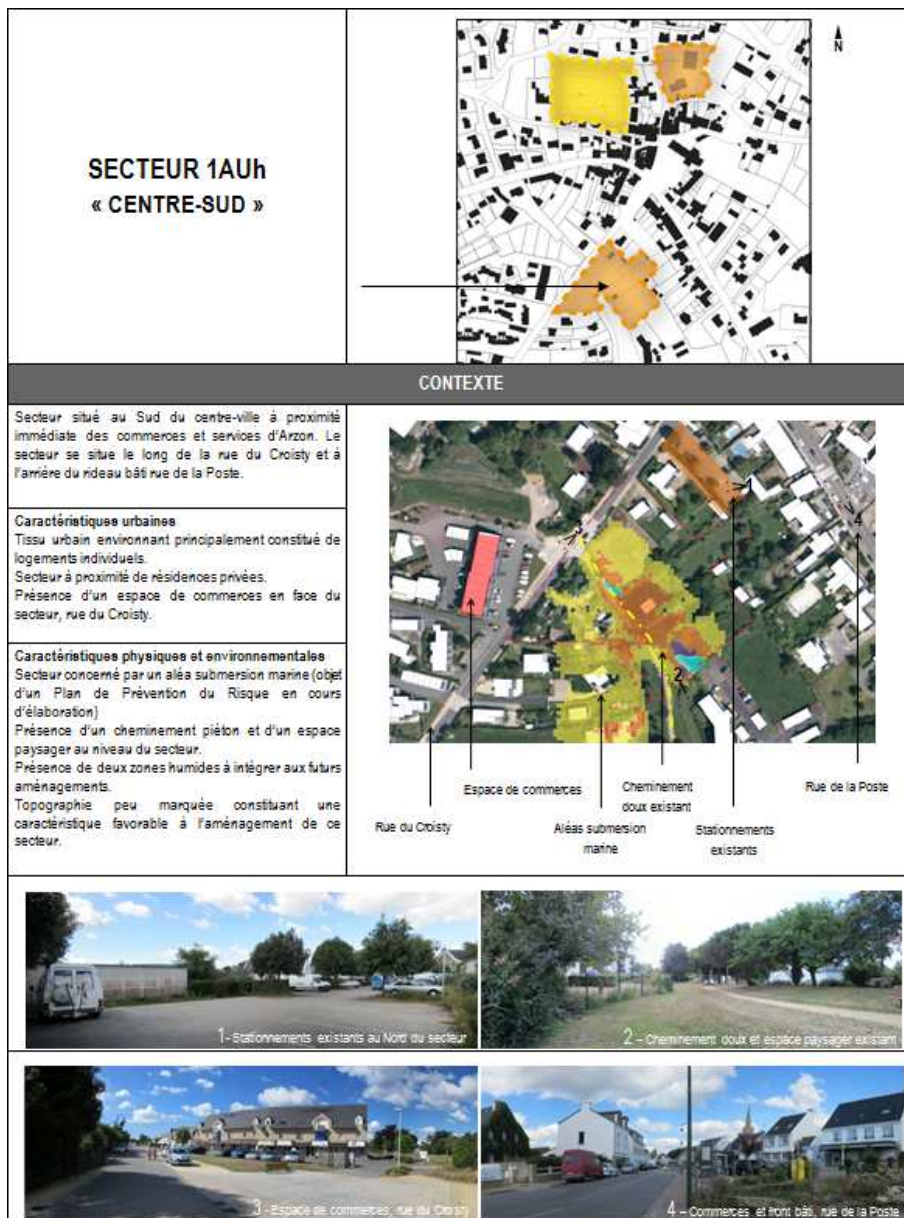 SECTEUR 1AUh
« CENTRE-SUD »
N
CONTEXTE
Secteur situé au Sud du centre-ville à proximité
immédiate des commerces et services d'Arzon. Le
secteur se situe le long de la rue du Croisty et à
l'arrière du rideau bâti rue de la Poste.
Caractéristiques urbaines
Tissu urbain environnant principalement constitué de
logements individuels.
Secteur à proximité de résidences privées.
Présence d'un espace de commerces en face du
secteur, rue du Croisty.
Caractéristiques physiques et environnementales
Secteur concerné par un aléa submersion marine (objet
d'un Plan de Prévention du Risque en cours
d'élaboration)
Présence d'un cheminement piéton et d'un espace
paysager au niveau du secteur.
Présence de deux zones humides à intégrer aux futurs
aménagements.
Topographie peu marquée constituant une
caractéristique favorable à l'aménagement de ce
secteur.
1
4
3
2
Espace de commerces
Cheminement
doux existant
Rue de la Poste
Rue du Croisty
Aléas submersion
marine
Stationnements
existants
1- Stationnements existants au Nord du secteur
2 – Cheminement doux et espace paysager existant
3 - Espace de commerces, rue du Croisty
4 – Commerces et front bâti, rue de la Poste